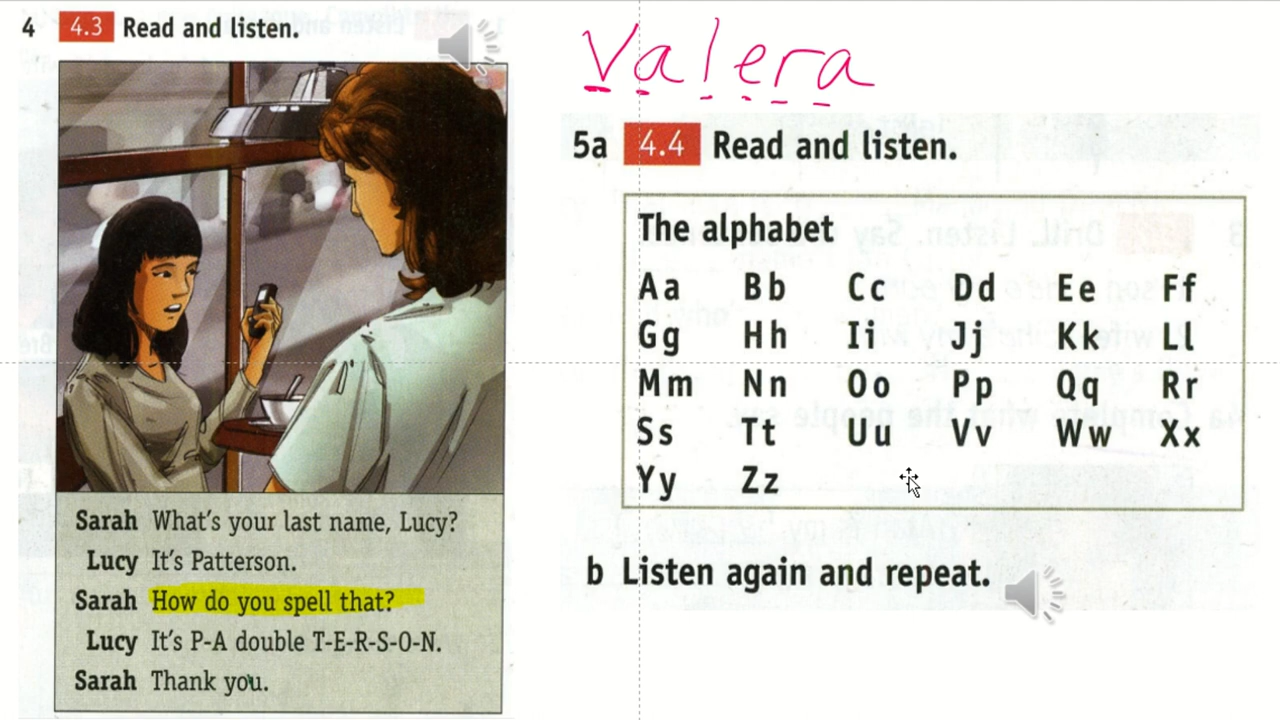 4 4.3 Read and listen.
Sarah What's your last name, Lucy?
Lucy It's Patterson.
Sarah How do you spell that?
Lucy It's P-A double T-E-R-S-O-N.
Sarah Thank you.
Valera
5a 4.4 Read and listen.
The alphabet
Aa Bb Cc Dd Ee Ff
Gg Hh Ii Jj Kk Ll
Mm Nn Oo Pp Qq Rr
Ss Tt Uu Vv Ww Xx
Yy Zz
b Listen again and repeat.